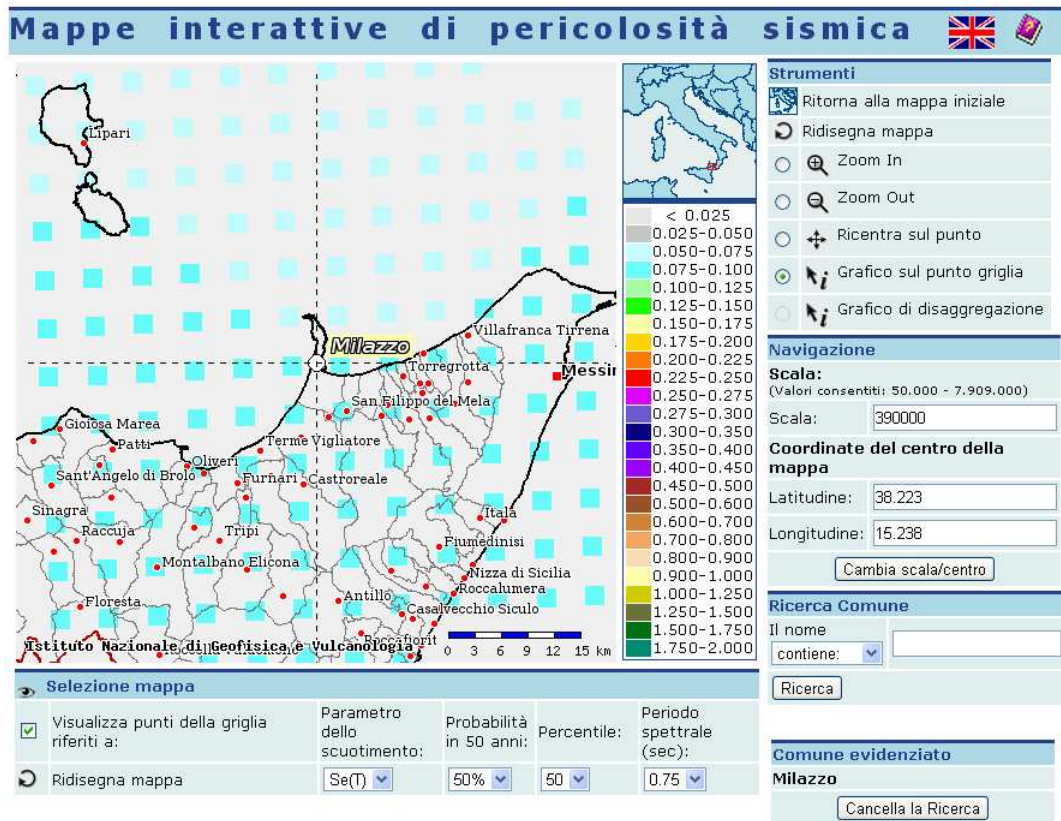 Mappe interattive di pericolosità sismica
Lipari
Milazzo
Villafranca Tirrena
Torregrotta
Messin
San Filippo del Mela
Gioiosa Marea
Patti
Terme Vigliatore
Oliveri
Sant'Angelo di Brolo
Furnari
Castroreale
Sinagra
Raccuja
Tripi
Itala
Fiumedinisi
Montalbano Elicona
Nizza di Sicilia
Roccalumera
Floresta
Antillo
Casalvecchio Siculo
Roccafiorit
Istituto Nazionale di Geofisica e Vulcanologia
0 3 6 9 12 15 km
< 0.025
0.025-0.050
0.050-0.075
0.075-0.100
0.100-0.125
0.125-0.150
0.150-0.175
0.175-0.200
0.200-0.225
0.225-0.250
0.250-0.275
0.275-0.300
0.300-0.350
0.350-0.400
0.400-0.450
0.450-0.500
0.500-0.600
0.600-0.700
0.700-0.800
0.800-0.900
0.900-1.000
1.000-1.250
1.250-1.500
1.500-1.750
1.750-2.000
Strumenti
Ritorna alla mappa iniziale
Ridisegna mappa
Zoom In
Zoom Out
Ricentra sul punto
Grafico sul punto griglia
Grafico di disaggregazione
Navigazione
Scala:
(Valori consentiti: 50.000 - 7.909.000)
Scala: 390000
Coordinate del centro della
mappa
Latitudine: 38.223
Longitudine: 15.238
Cambia scala/centro
Ricerca Comune
Il nome
contiene:
Ricerca
Comune evidenziato
Milazzo
Cancella la Ricerca
Selezione mappa
Visualizza punti della griglia
riferiti a:
Parametro
dello
scuotimento:
Probabilità
in 50 anni:
Percentile:
Periodo
spettrale
(sec):
Ridisegna mappa
Se(T) 50% 50 0.75